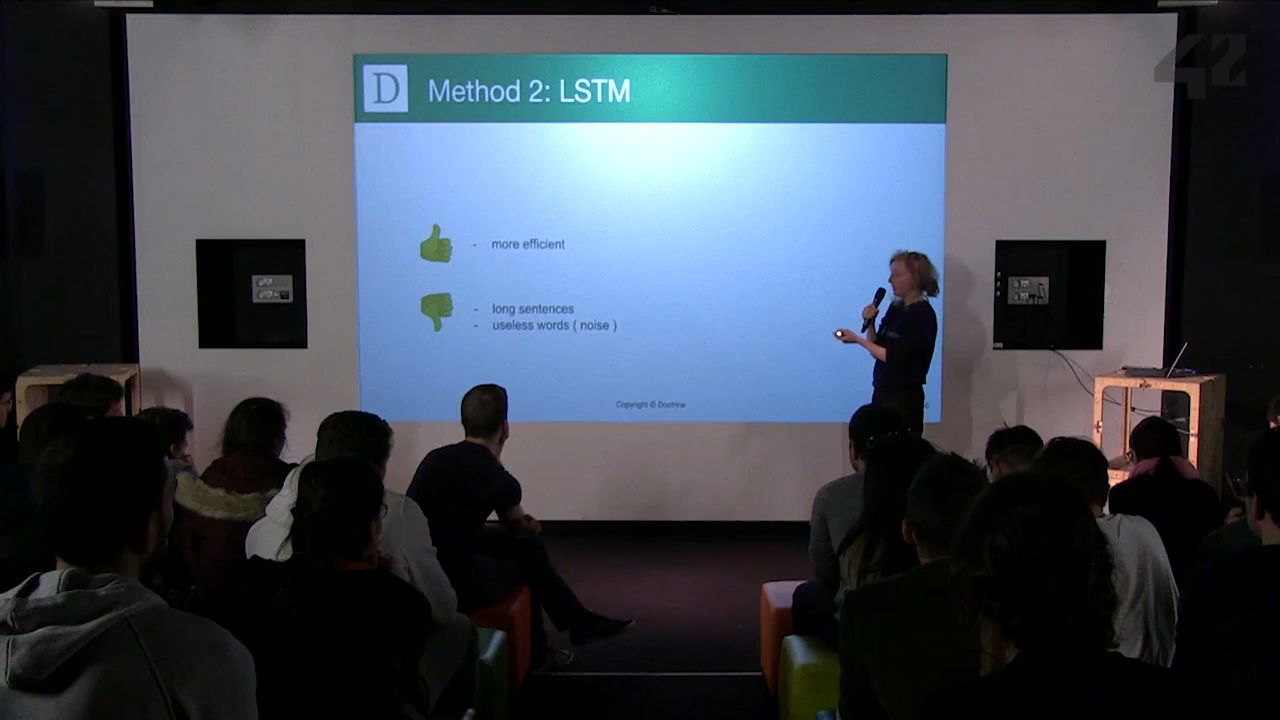 42
D Method 2: LSTM
- more efficient
- long sentences
- useless words ( noise )
Copyright © Doctrine